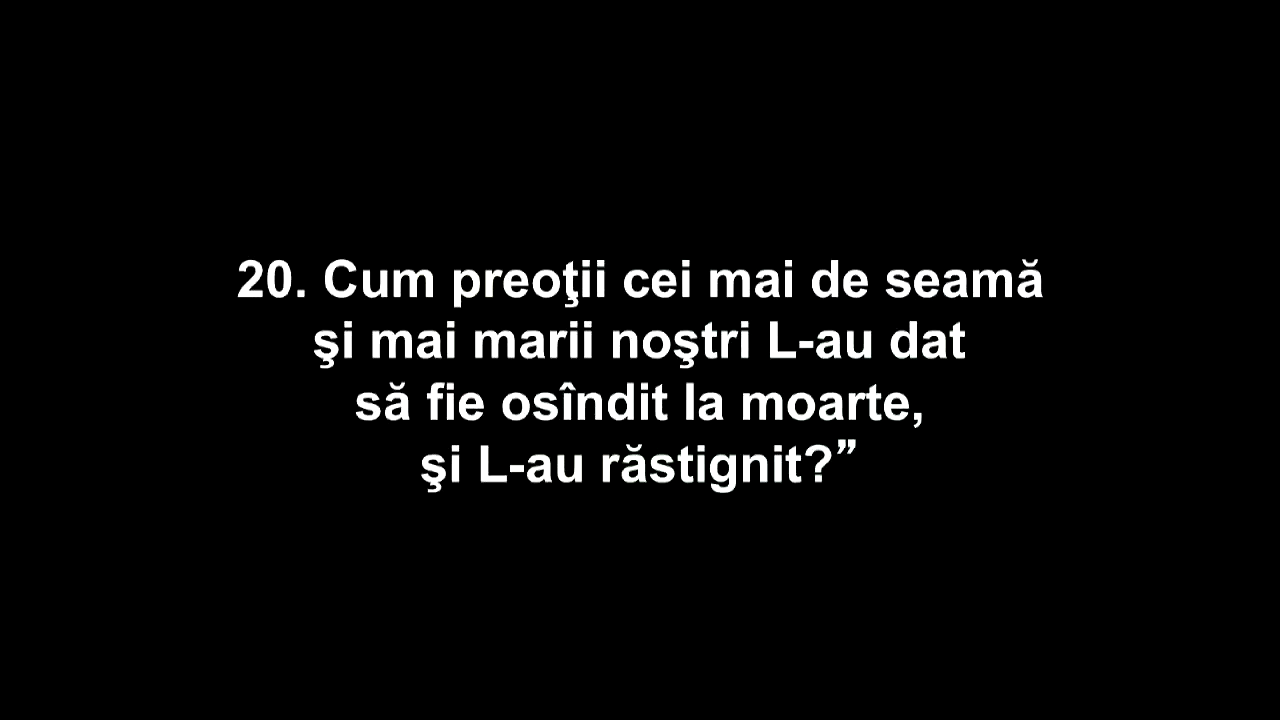 20. Cum preoţii cei mai de seamă
şi mai marii noştri L-au dat
să fie osîndit la moarte,
şi L-au răstignit?”